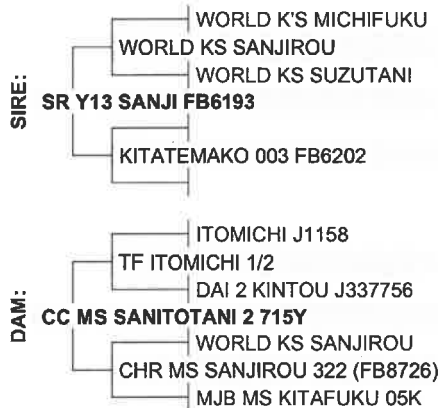 WORLD K'S MICHIFUKU
WORLD KS SANJIROU
WORLD KS SUZUTANI
SIRE:
SR Y13 SANJI FB6193
KITATEMAKO 003 FB6202
ITOMICHI J1158
TF ITOMICHI 1/2
DAI 2 KINTOU J337756
DAM:
CC MS SANITOTANI 2 715Y
WORLD KS SANJIROU
CHR MS SANJIROU 322 (FB8726)
MJB MS KITAFUKU 05K